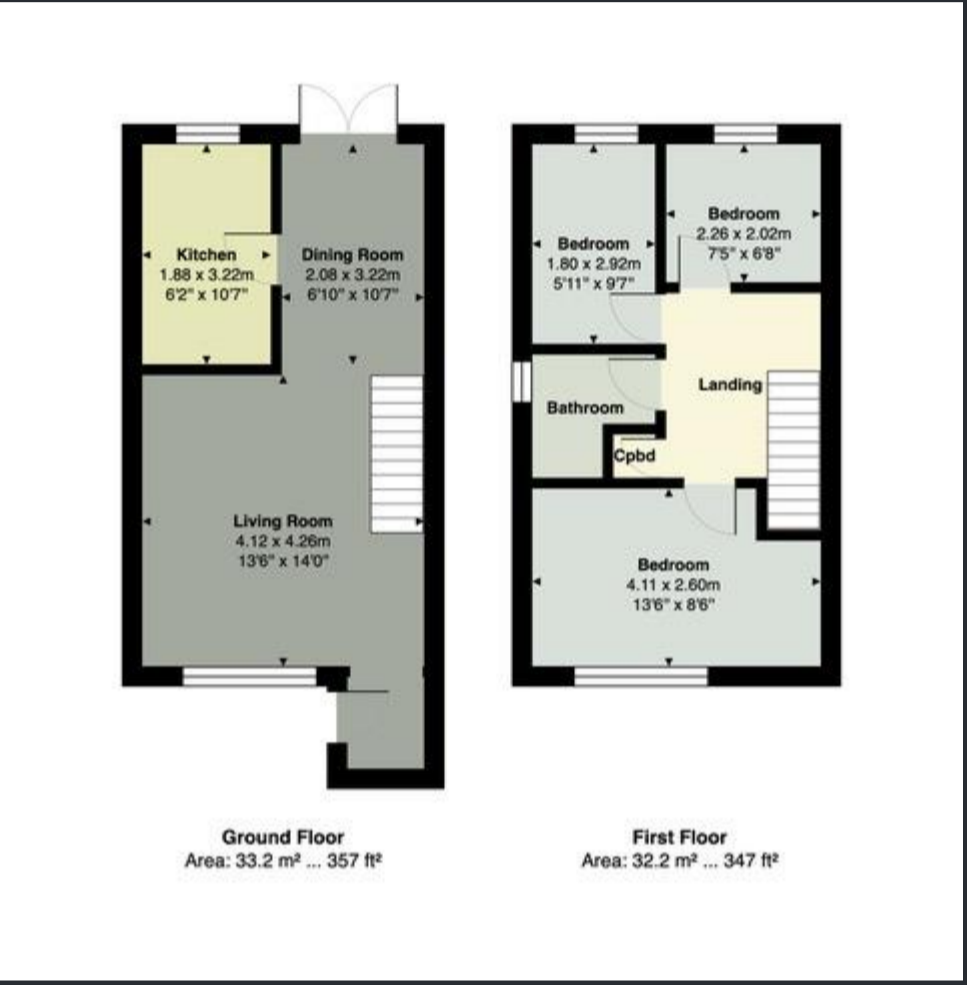 Kitchen
1.88 x 3.22m
6'2" x 10'7"
Dining Room
2.08 x 3.22m
6'10" x 10'7"
Living Room
4.12 x 4.26m
13'6" x 14'0"
Bedroom
1.80 x 2.92m
5'11" x 9'7"
Bedroom
2.26 x 2.02m
7'5" x 6'8"
Landing
Bathroom
Cpbd
Bedroom
4.11 x 2.60m
13'6" x 8'6"
Ground Floor
Area: 33.2 m² ... 357 ft²
First Floor
Area: 32.2 m² ... 347 ft²